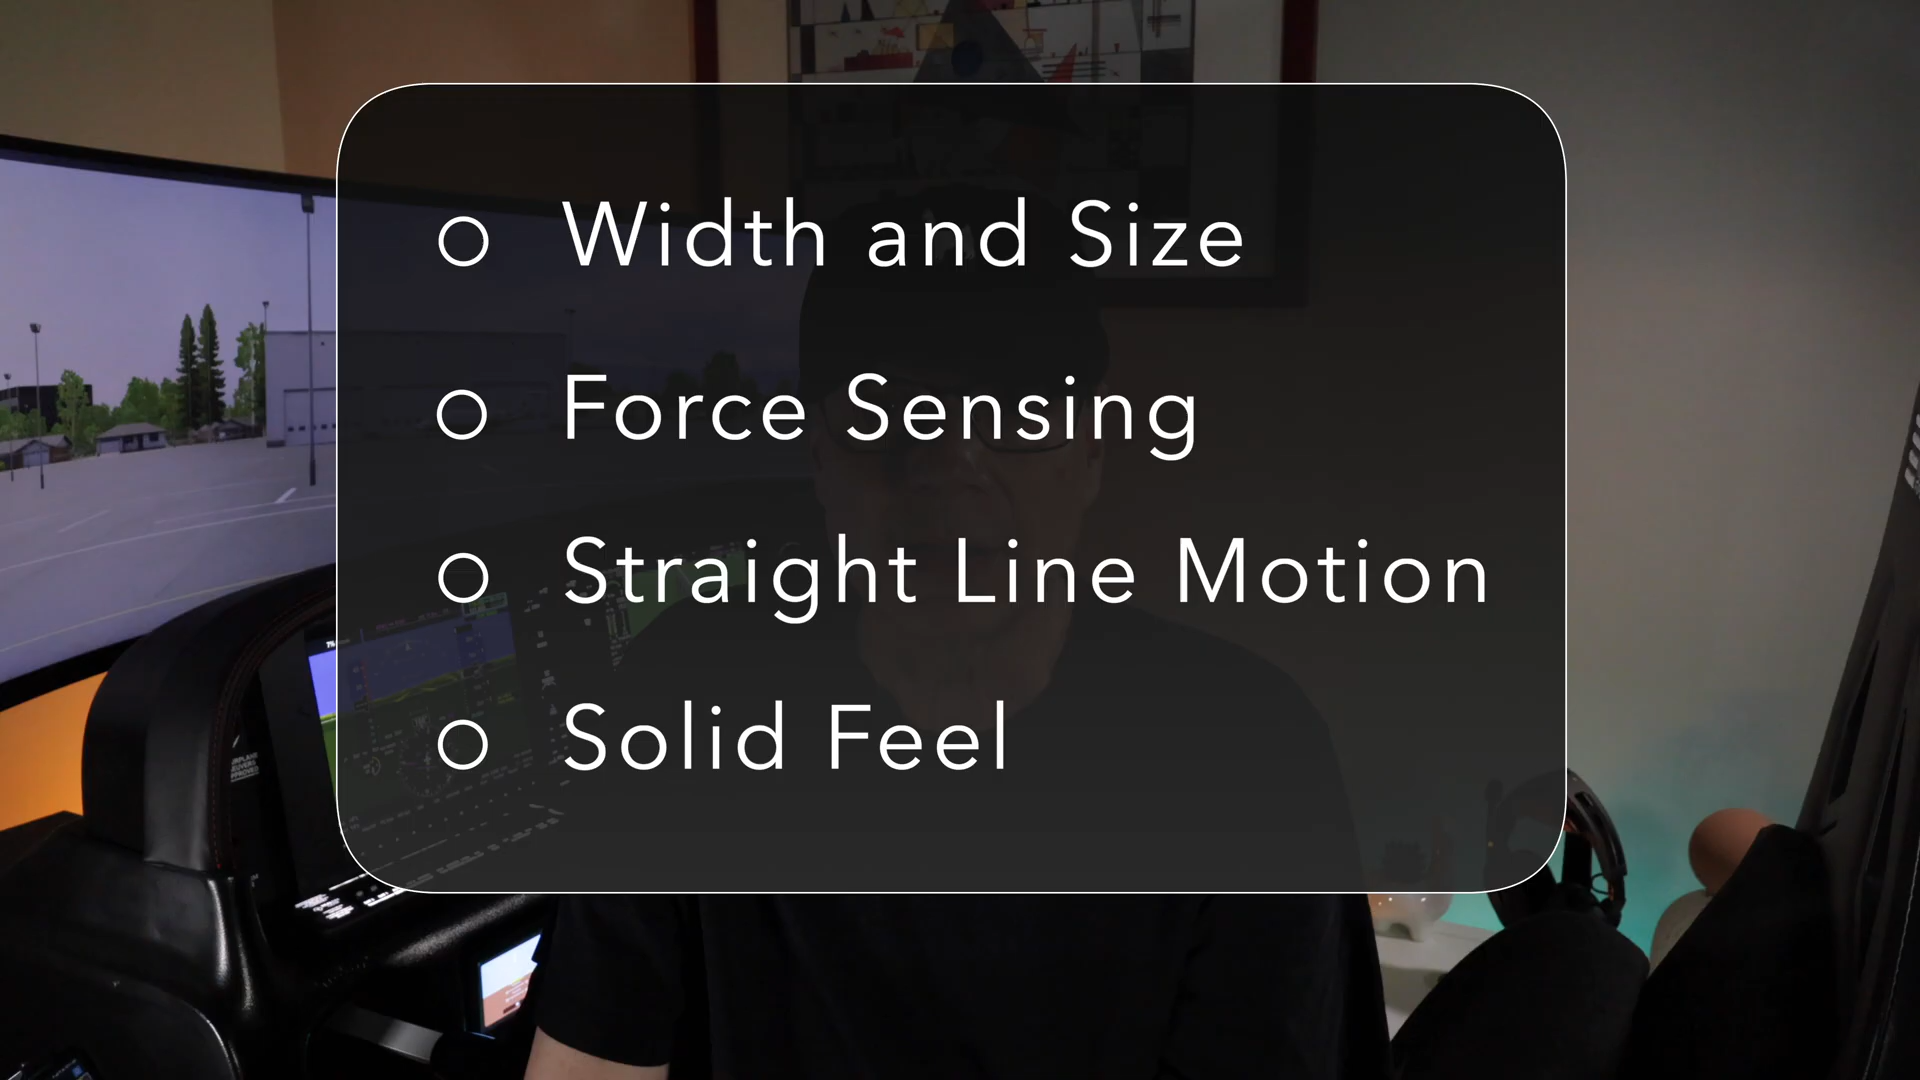 Width and Size
Force Sensing
Straight Line Motion
Solid Feel